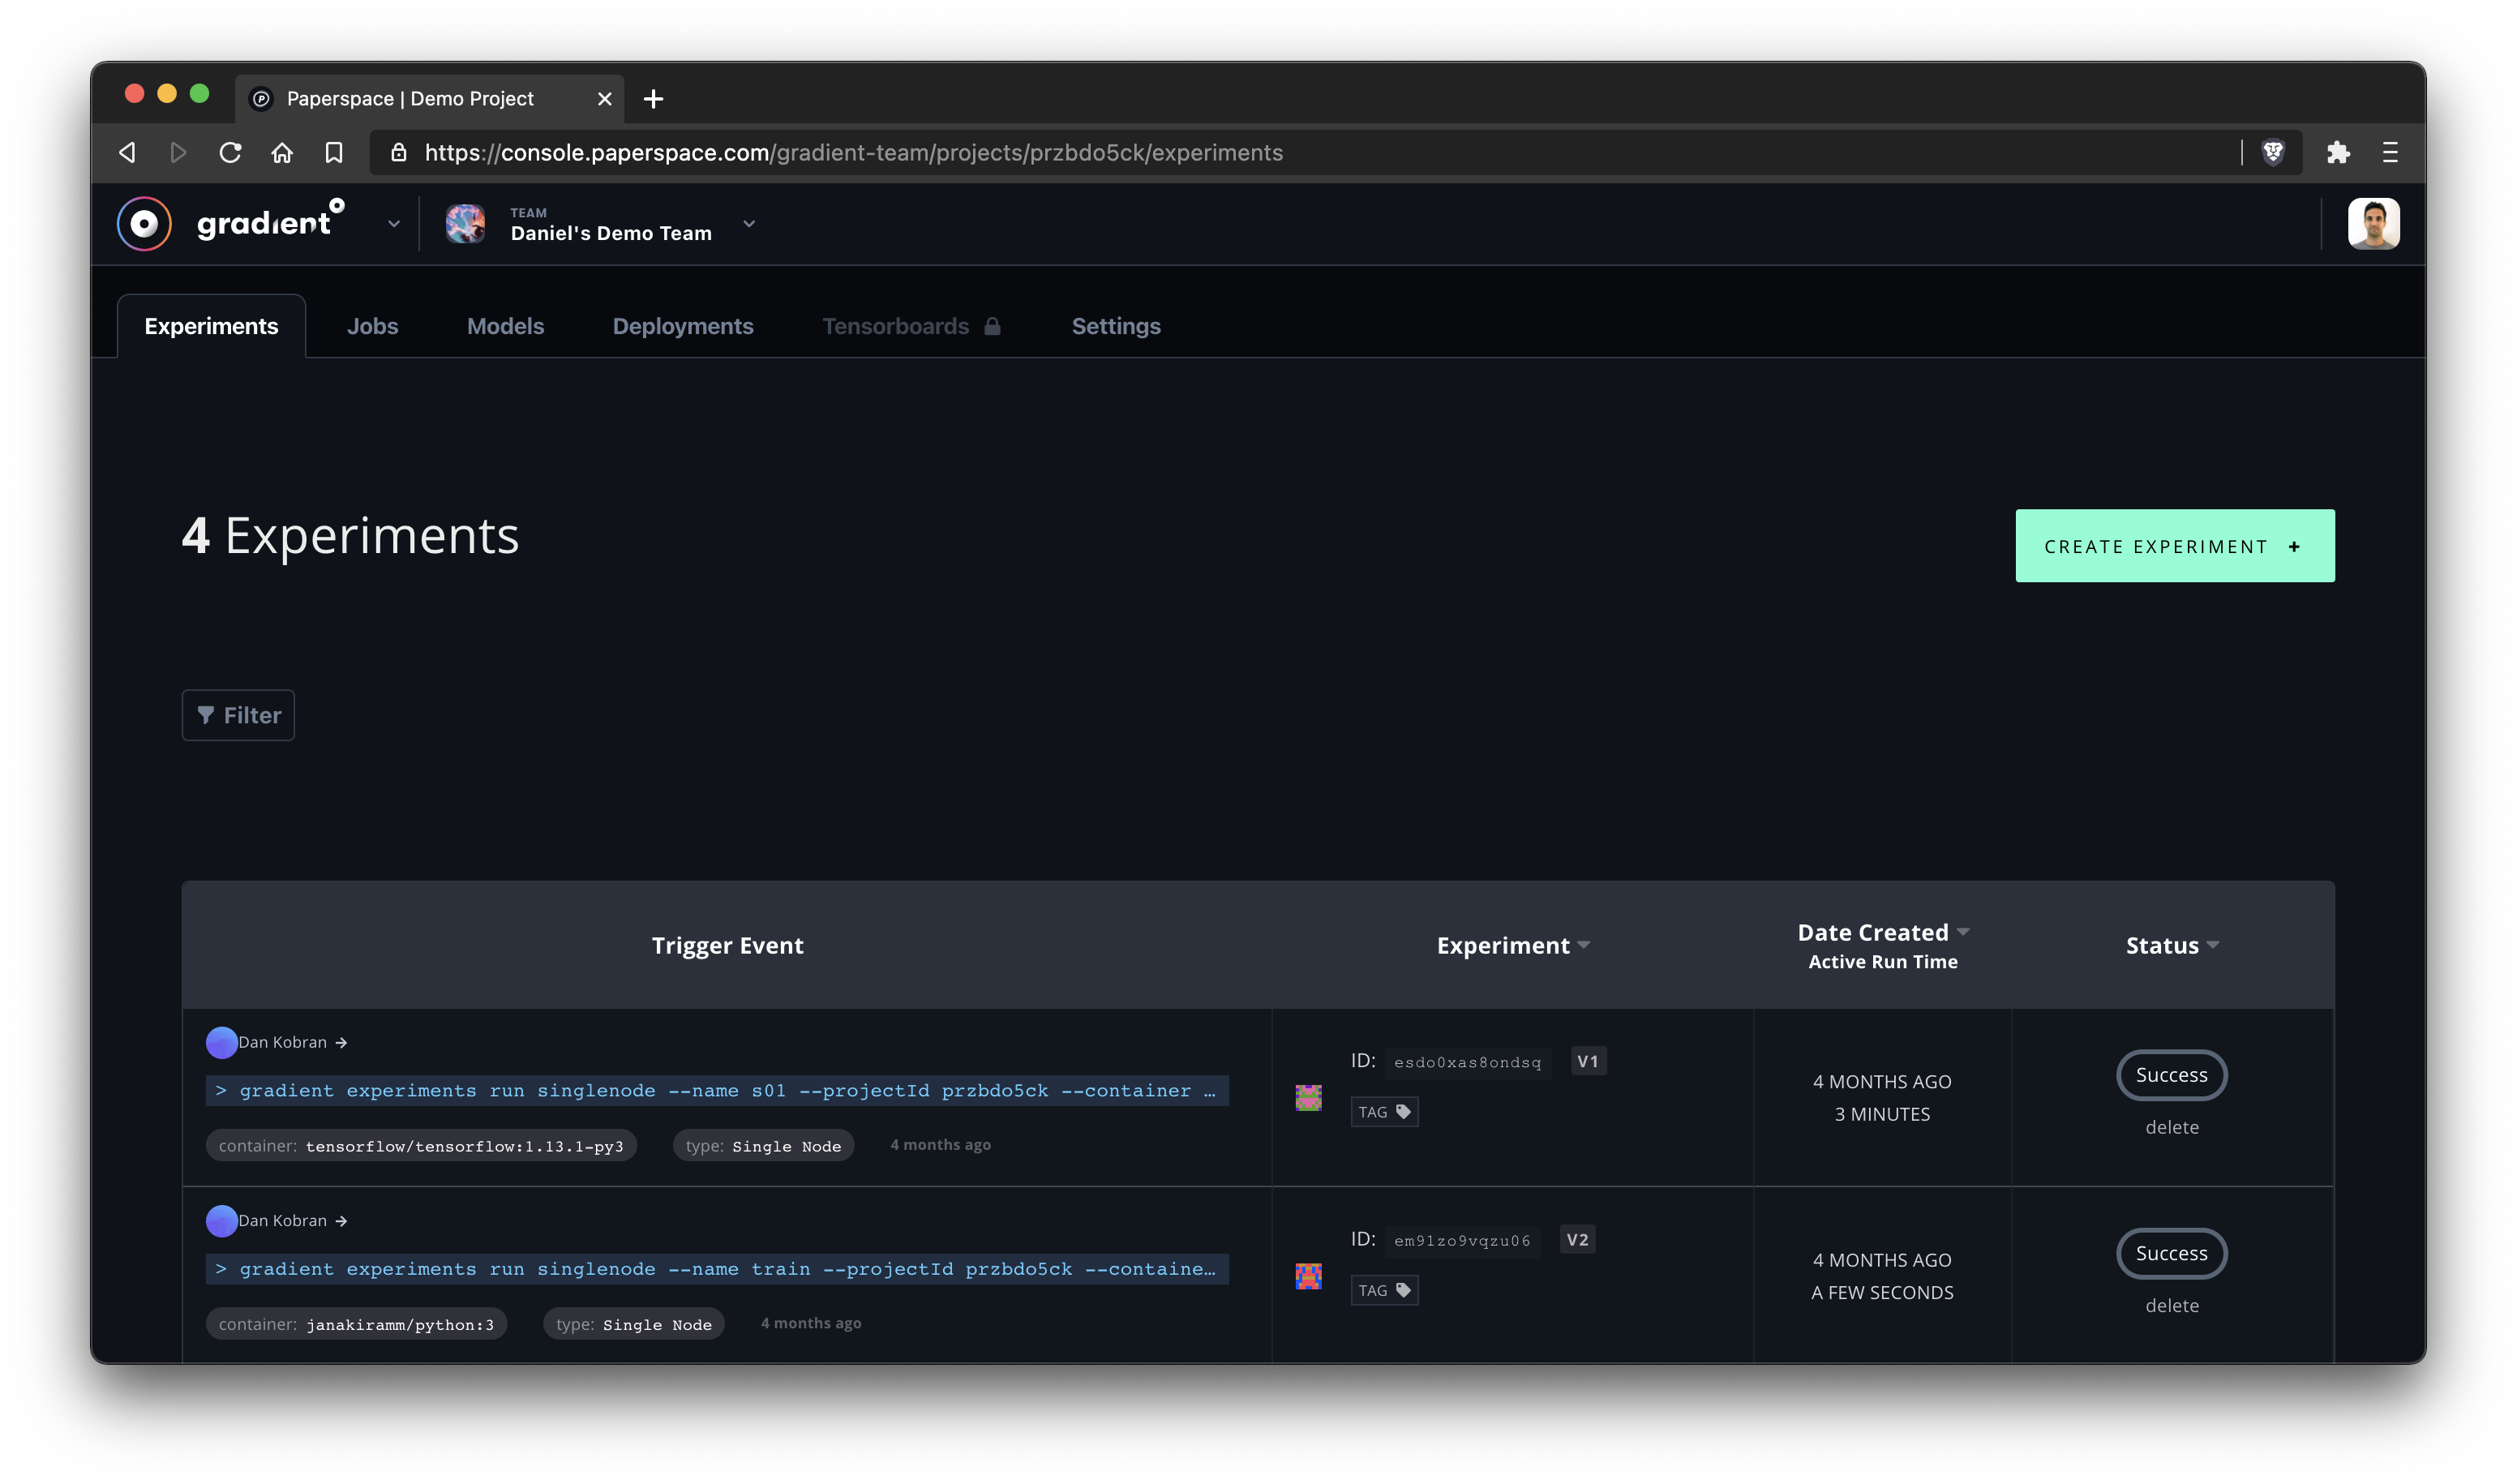 Paperspace | Demo Project
https://console.paperspace.com/gradient-team/projects/przbdo5ck/experiments
gradient
TEAM
Daniel's Demo Team
Experiments
Jobs
Models
Deployments
Tensorboards
Settings
4 Experiments
CREATE EXPERIMENT +
Filter
Trigger Event
Experiment
Date Created
Active Run Time
Status
Dan Kobran →
> gradient experiments run singlenode --name s01 --projectId przbdo5ck --container …
container: tensorflow/tensorflow:1.13.1-py3
type: Single Node
4 months ago
ID: esdo0xas8ondsq V1
TAG
4 MONTHS AGO
3 MINUTES
Success
delete
Dan Kobran →
> gradient experiments run singlenode --name train --projectId przbdo5ck --containe…
container: janakiramm/python:3
type: Single Node
4 months ago
ID: em91zo9vqzu06 V2
TAG
4 MONTHS AGO
A FEW SECONDS
Success
delete